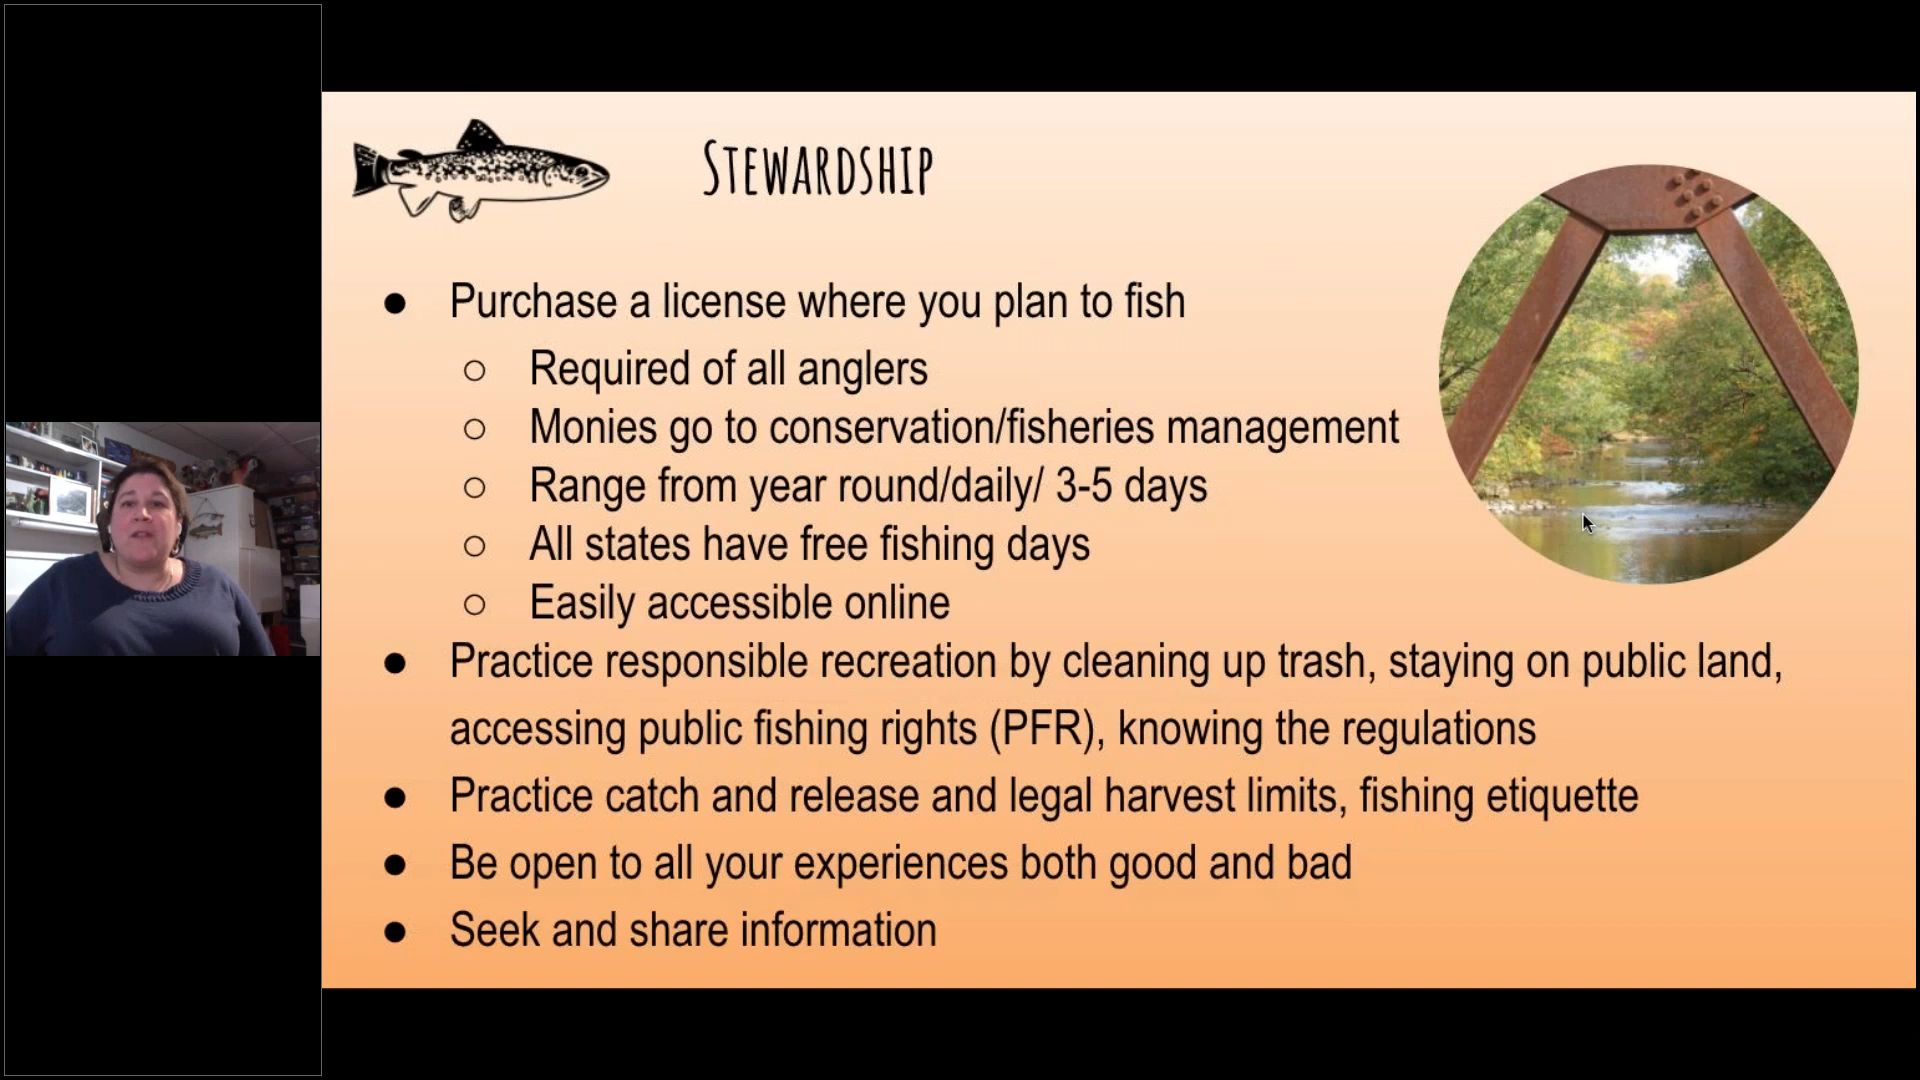 STEWARDSHIP
● Purchase a license where you plan to fish
○ Required of all anglers
○ Monies go to conservation/fisheries management
○ Range from year round/daily/ 3-5 days
○ All states have free fishing days
○ Easily accessible online
● Practice responsible recreation by cleaning up trash, staying on public land,
accessing public fishing rights (PFR), knowing the regulations
● Practice catch and release and legal harvest limits, fishing etiquette
● Be open to all your experiences both good and bad
● Seek and share information